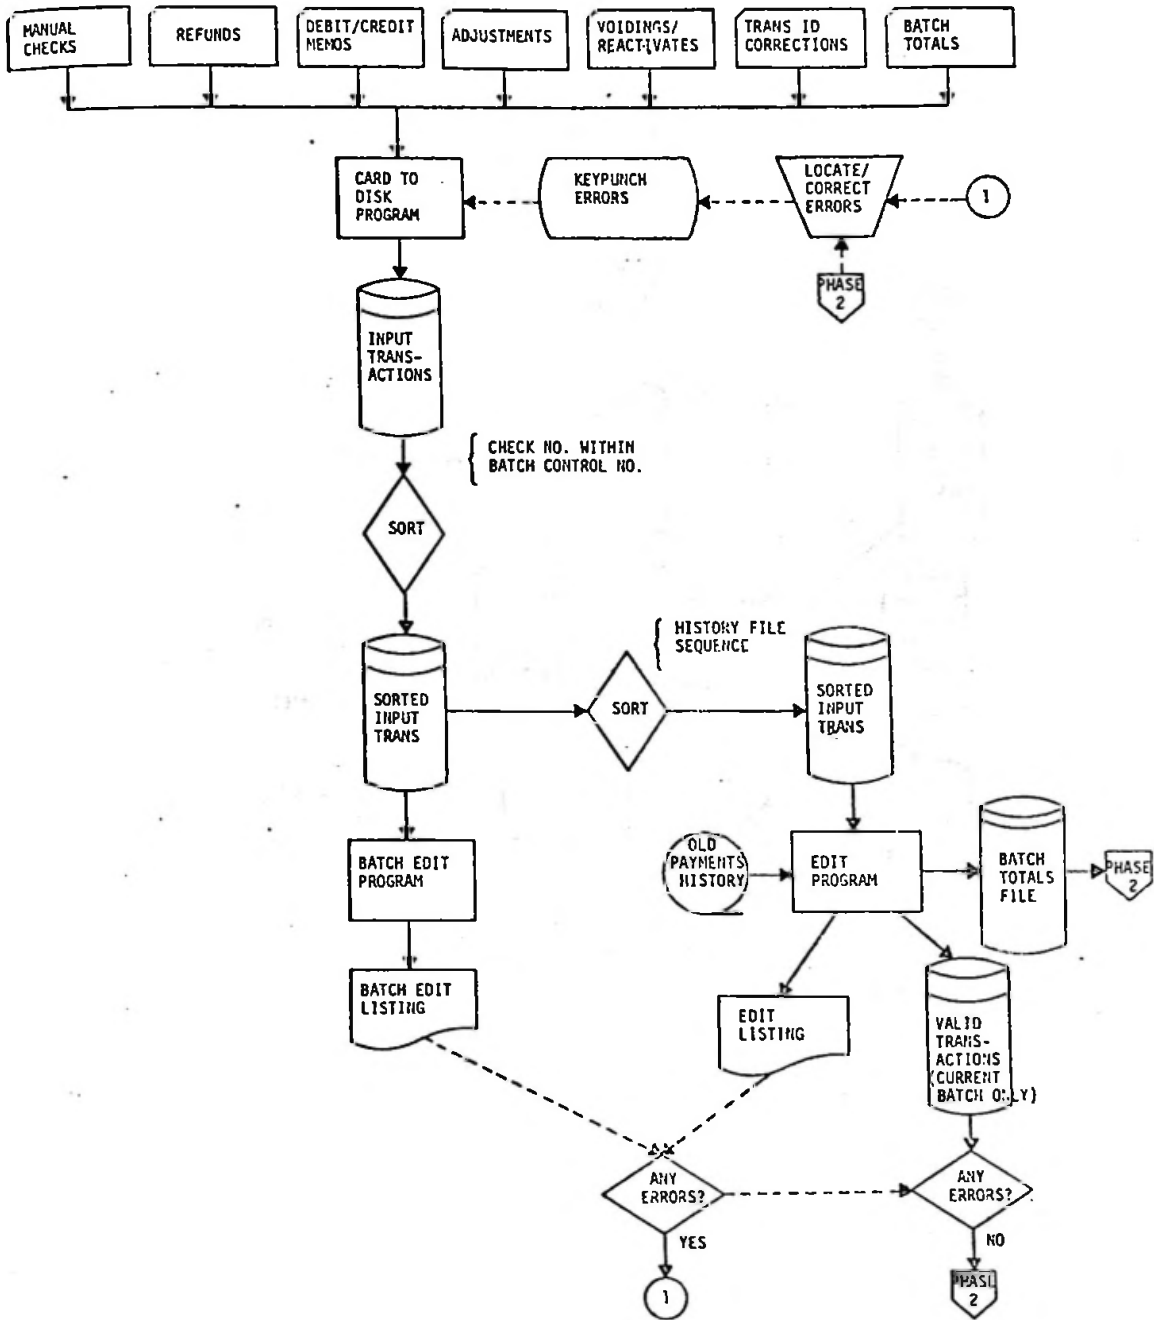 MANUAL
CHECKS
REFUNDS
DEBIT/CREDIT
MEMOS
ADJUSTMENTS
VOIDINGS/
REACTIVATES
TRANS ID
CORRECTIONS
BATCH
TOTALS
CARD TO
DISK
PROGRAM
KEYPUNCH
ERRORS
LOCATE/
CORRECT
ERRORS
1
PHASE
2
INPUT
TRANS-
ACTIONS
CHECK NO. WITHIN
BATCH CONTROL NO.
SORT
HISTORY FILE
SEQUENCE
SORTED
INPUT
TRANS
SORT
SORTED
INPUT
TRANS
BATCH EDIT
PROGRAM
OLD
PAYMENTS
HISTORY
EDIT
PROGRAM
BATCH
TOTALS
FILE
PHASE
2
BATCH EDIT
LISTING
EDIT
LISTING
VALID
TRANS-
ACTIONS
(CURRENT
BATCH ONLY)
ANY
ERRORS?
ANY
ERRORS?
YES
NO
1
PHASE
2